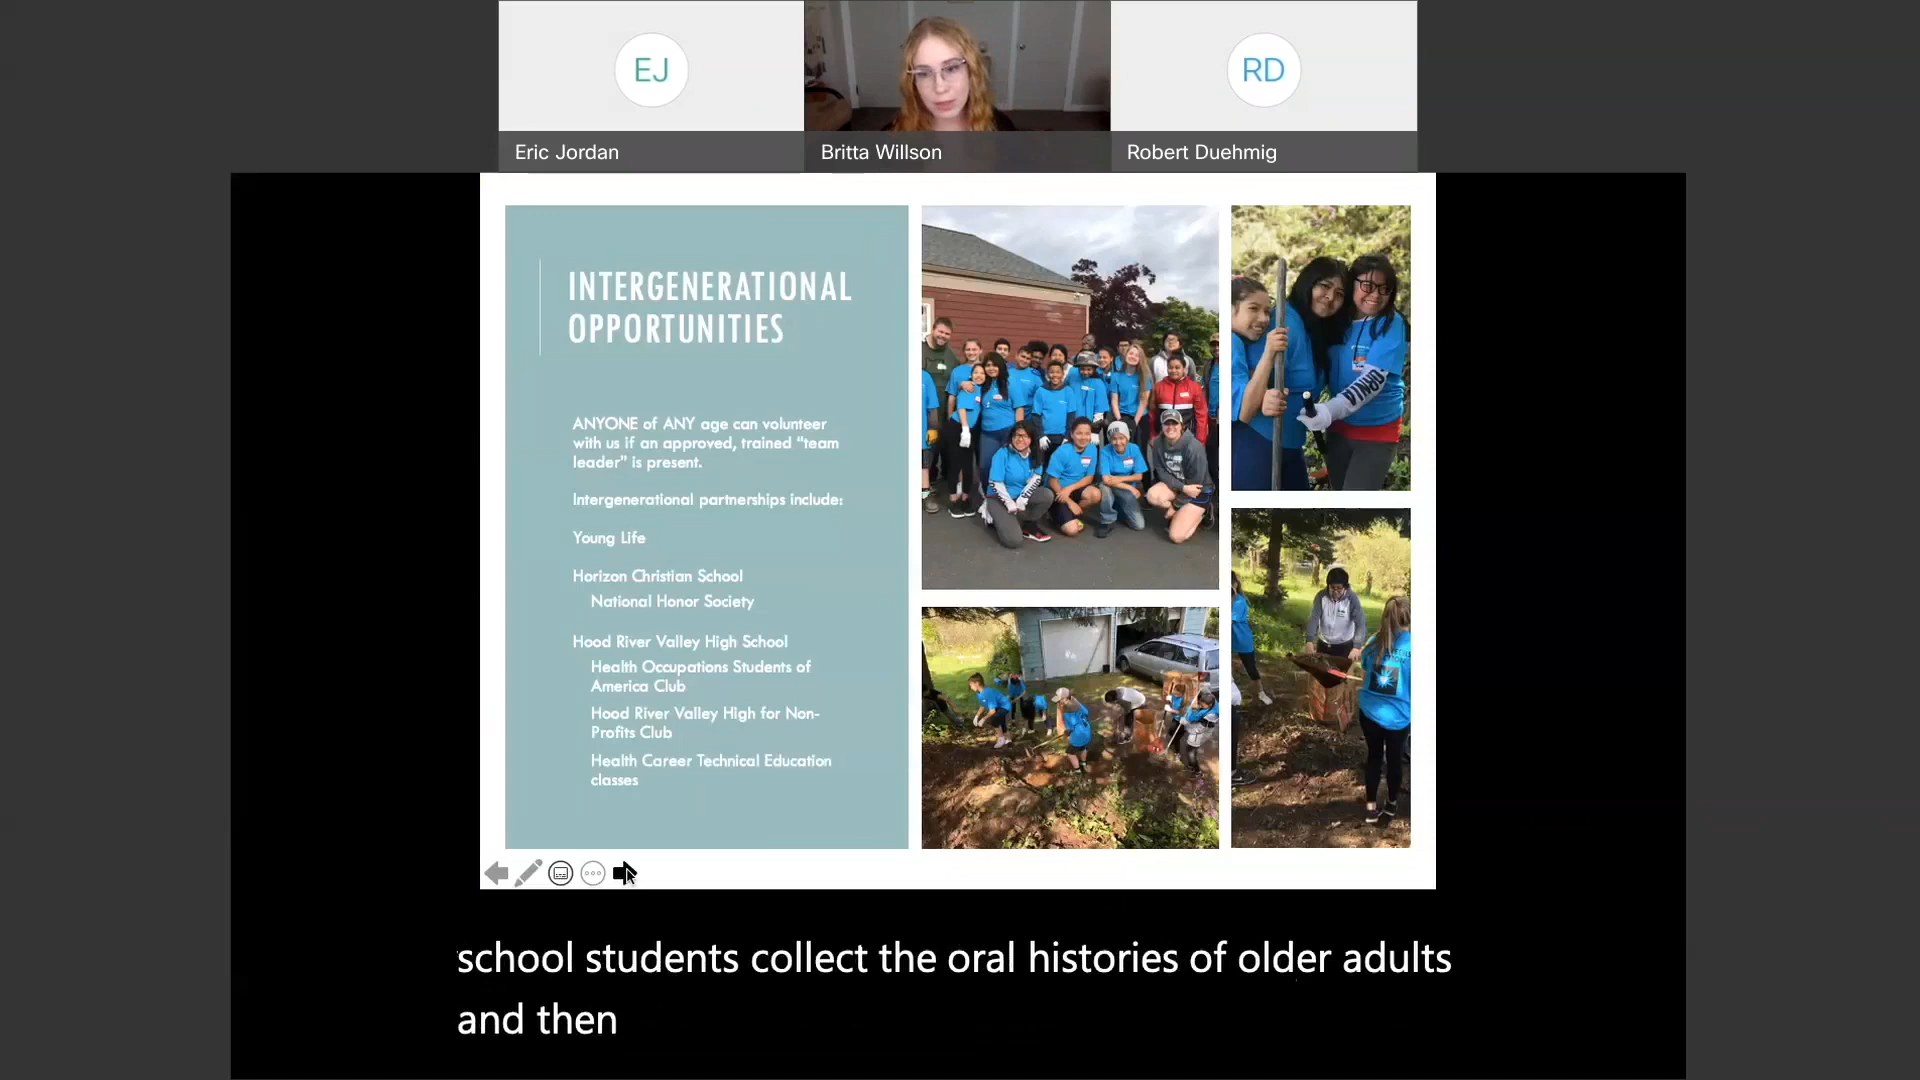 EJ
RD
Eric Jordan
Britta Willson
Robert Duehmig
INTERGENERATIONAL
OPPORTUNITIES
ANYONE of ANY age can volunteer
with us if an approved, trained “team
leader” is present.
Intergenerational partnerships include:
Young Life
Horizon Christian School
National Honor Society
Hood River Valley High School
Health Occupations Students of
America Club
Hood River Valley High for Non-
Profits Club
Health Career Technical Education
classes
school students collect the oral histories of older adults
and then